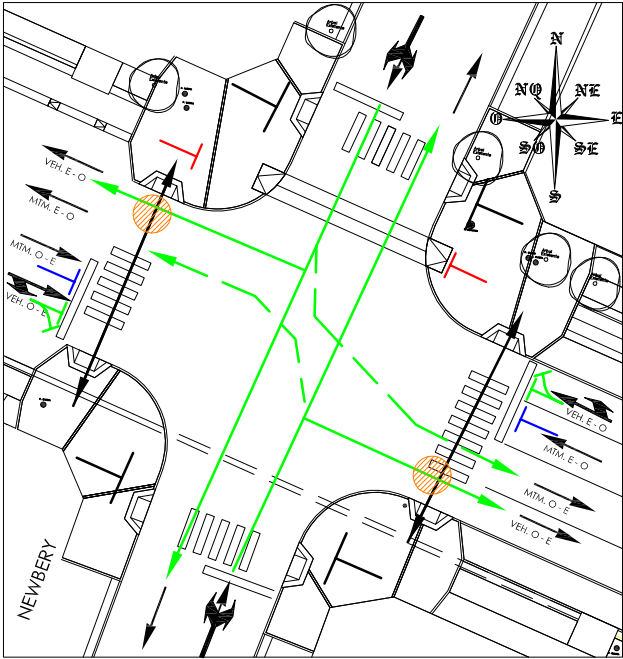 N
NO NE
O E
SO SE
S
VEH. E - O
MTM. E - O
MTM. O - E
VEH. O - E
VEH. E - O
MTM. E - O
MTM. O - E
VEH. O - E
NEWBERY